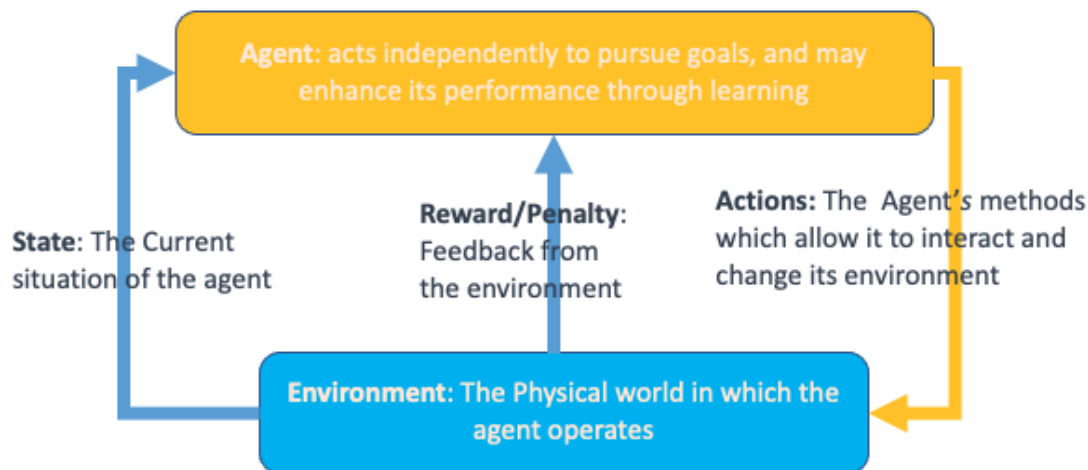 Agent: acts independently to pursue goals, and may
enhance its performance through learning
State: The Current
situation of the agent
Reward/Penalty:
Feedback from
the environment
Actions: The  Agent's methods
which allow it to interact and
change its environment
Environment: The Physical world in which the
agent operates